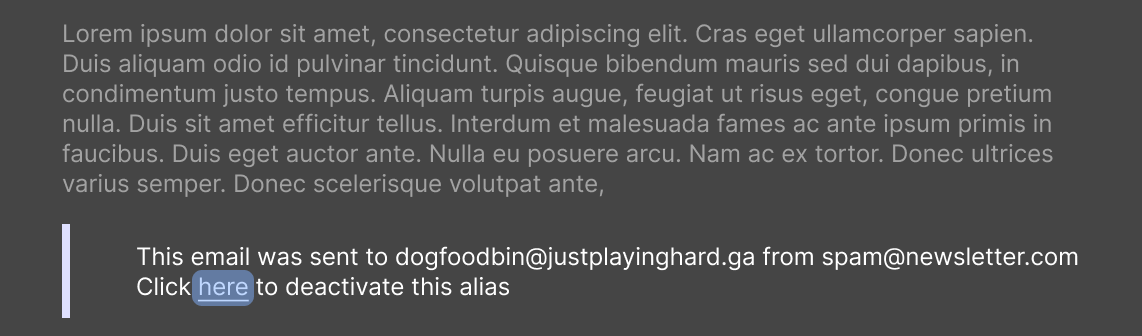 Lorem ipsum dolor sit amet, consectetur adipiscing elit. Cras eget ullamcorper sapien.
Duis aliquam odio id pulvinar tincidunt. Quisque bibendum mauris sed dui dapibus, in
condimentum justo tempus. Aliquam turpis augue, feugiat ut risus eget, congue pretium
nulla. Duis sit amet efficitur tellus. Interdum et malesuada fames ac ante ipsum primis in
faucibus. Duis eget auctor ante. Nulla eu posuere arcu. Nam ac ex tortor. Donec ultrices
varius semper. Donec scelerisque volutpat ante,
This email was sent to dogfoodbin@justplayinghard.ga from spam@newsletter.com
Click here to deactivate this alias